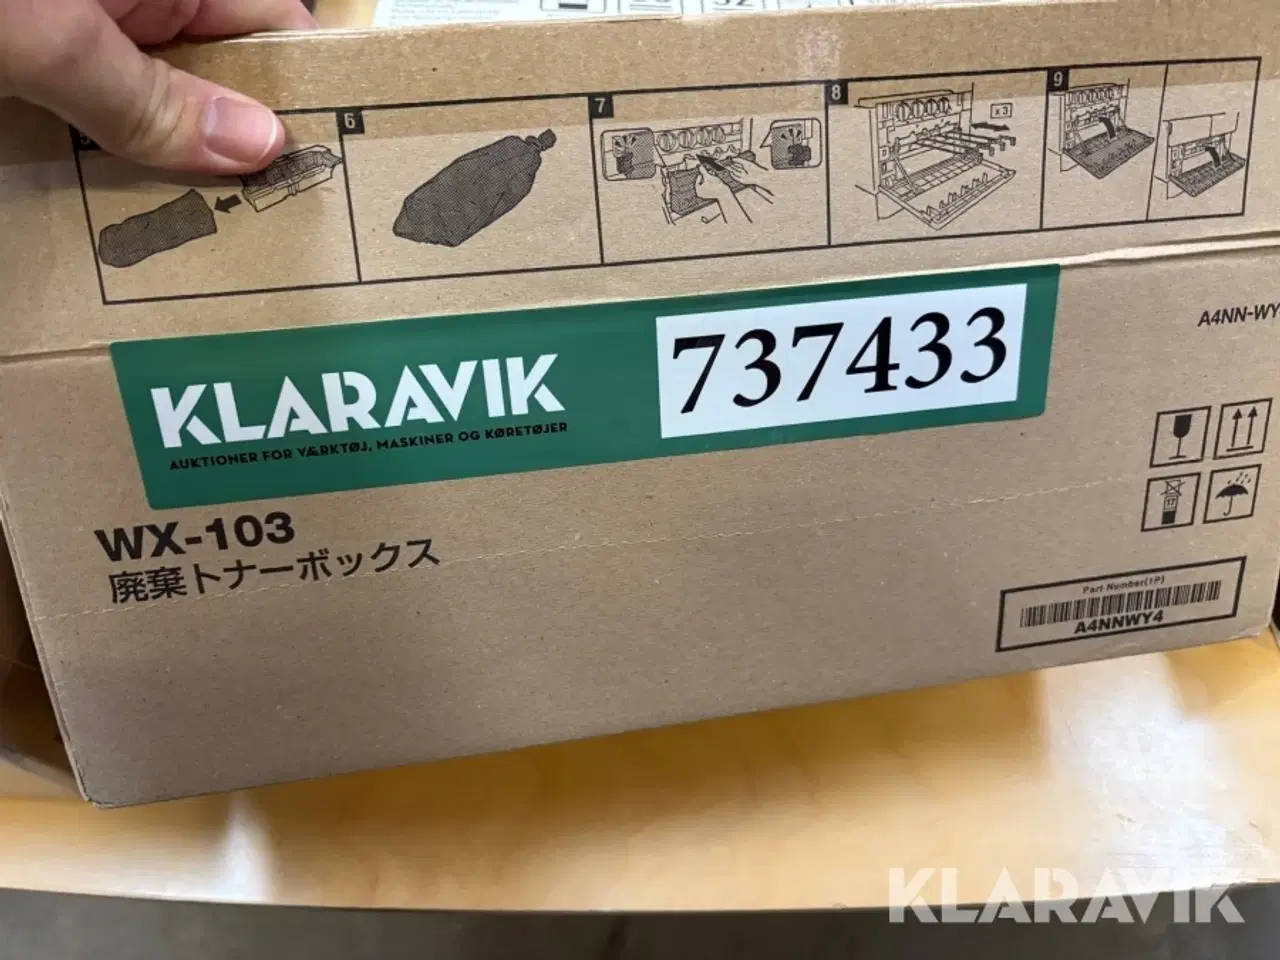 6
7
8
x3
9
A4NN-WY
KLARAVIK
AUKTIONER FOR VÆRKTØJ, MASKINER OG KØRETØJER
737433
WX-103
廃棄トナーボックス
17
Part Number(1P)
A4NNWY4
KLARAVIK